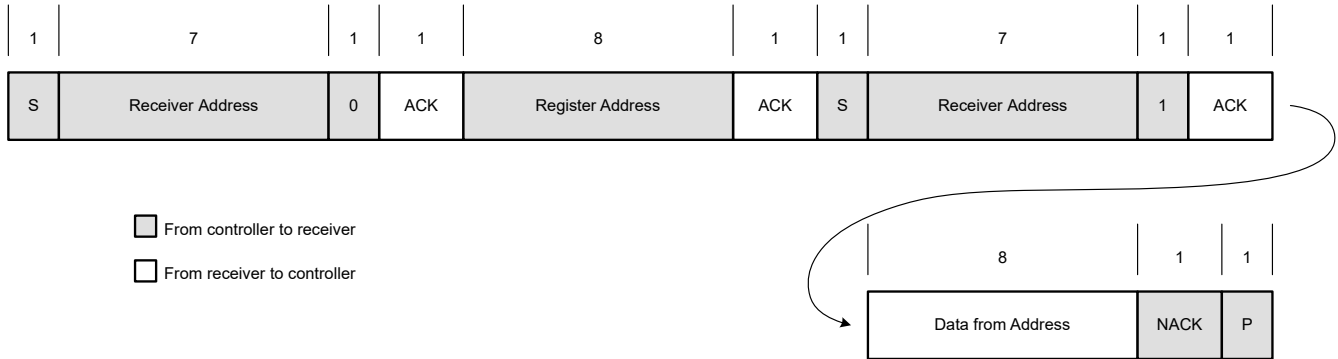 1 7 1 1 8 1 1 7 1 1
S Receiver Address 0 ACK Register Address ACK S Receiver Address 1 ACK
From controller to receiver
From receiver to controller
8 1 1
Data from Address NACK P